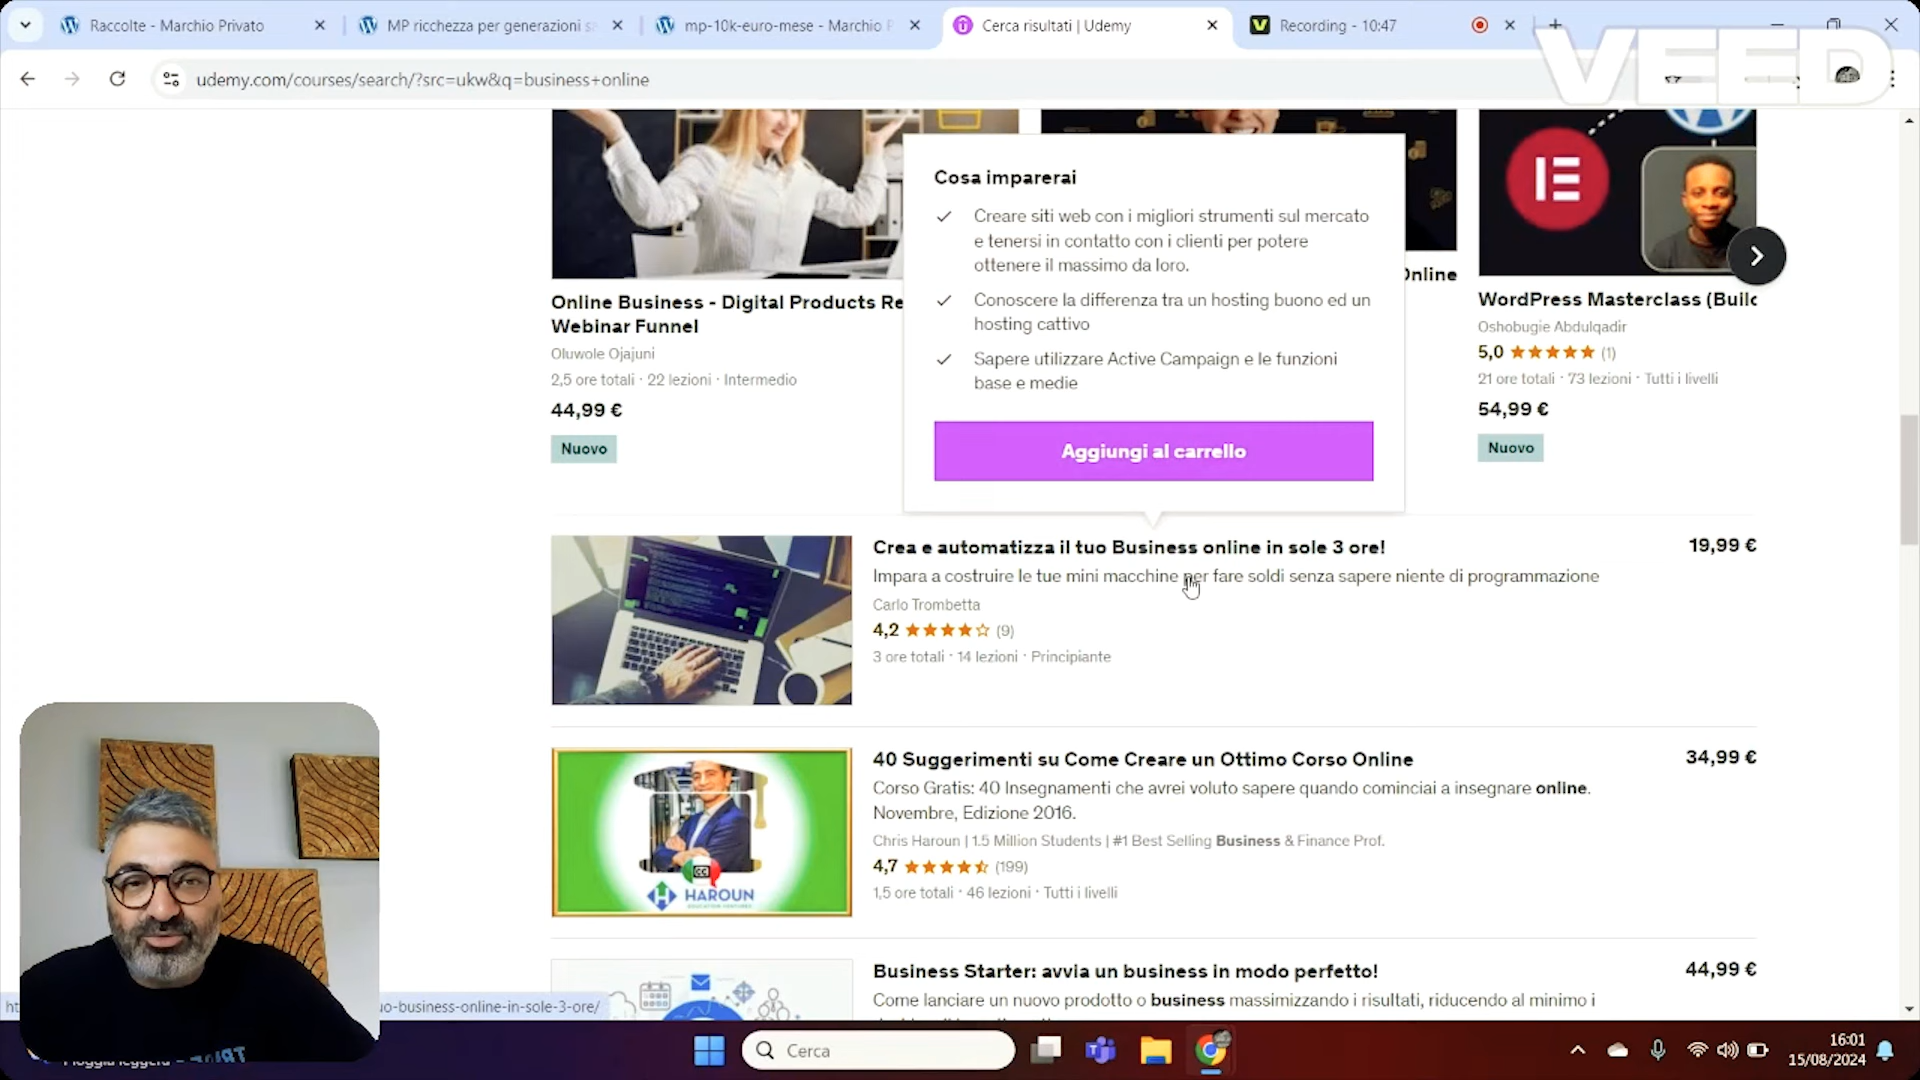 Raccolte - Marchio Privato
MP ricchezza per generazioni
mp-10k-euro-mese - Marchio P
Cerca risultati | Udemy
Recording - 10:47
VEED
udemy.com/courses/search/?src=ukw&q=business+online
Cosa imparerai
Creare siti web con i migliori strumenti sul mercato
e tenersi in contatto con i clienti per potere
ottenere il massimo da loro.
Conoscere la differenza tra un hosting buono ed un
hosting cattivo
Sapere utilizzare Active Campaign e le funzioni
base e medie
Aggiungi al carrello
Online Business - Digital Products Re
Webinar Funnel
Oluwole Ojajuni
2,5 ore totali · 22 lezioni · Intermedio
44,99 €
Nuovo
Online
WordPress Masterclass (Builc
Oshobugie Abdulqadir
5,0 (1)
21 ore totali · 73 lezioni · Tutti i livelli
54,99 €
Nuovo
Crea e automatizza il tuo Business online in sole 3 ore!
19,99 €
Impara a costruire le tue mini macchine per fare soldi senza sapere niente di programmazione
Carlo Trombetta
4,2 (9)
3 ore totali · 14 lezioni · Principiante
40 Suggerimenti su Come Creare un Ottimo Corso Online
34,99 €
Corso Gratis: 40 Insegnamenti che avrei voluto sapere quando cominciai a insegnare online.
Novembre, Edizione 2016.
Chris Haroun | 1.5 Million Students | #1 Best Selling Business & Finance Prof.
4,7 (199)
1,5 ore totali · 46 lezioni · Tutti i livelli
CC
HAROUN
Business Starter: avvia un business in modo perfetto!
44,99 €
Come lanciare un nuovo prodotto o business massimizzando i risultati, riducendo al minimo i
uo-business-online-in-sole-3-ore/
Cerca
16:01
15/08/2024